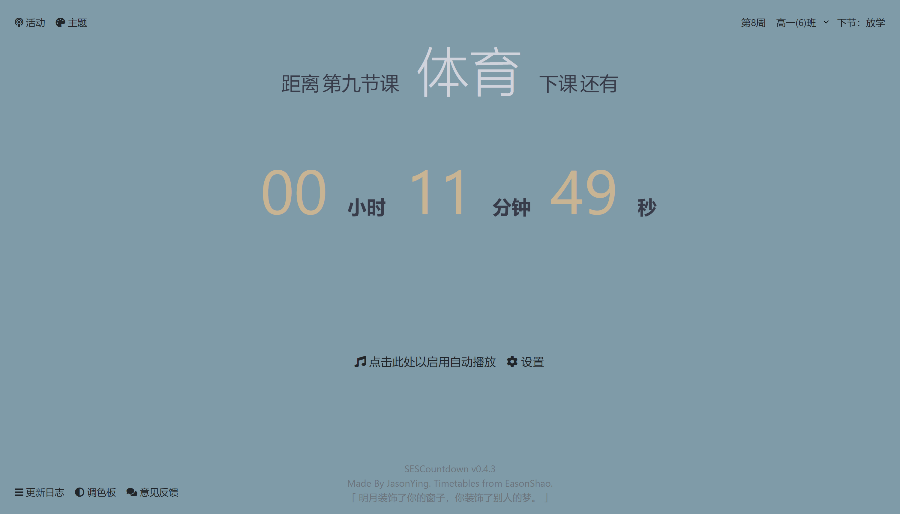 活动 主题 第8周 高一(6)班 下节：放学
距离第九节课 体育 下课还有
00 小时 11 分钟 49 秒
点击此处以启用自动播放 设置
SESCountdown v0.4.3
Made By JasonYing. Timetables from EasonShao.
更新日志 调色板 意见反馈
「 明月装饰了你的窗子，你装饰了别人的梦。 」